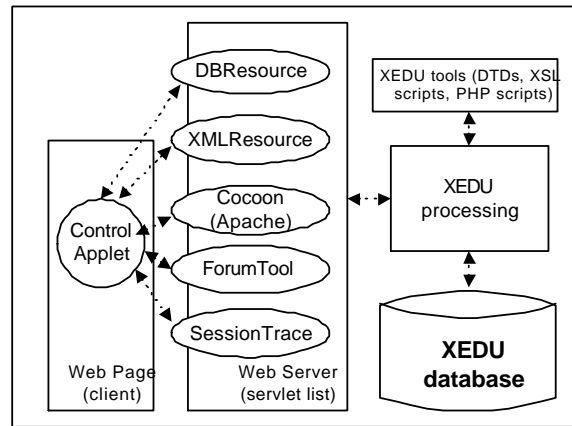 DBResource
XMLResource
Cocoon
(Apache)
ForumTool
SessionTrace
Control
Applet
Web Page
(client)
Web Server
(servlet list)
XEDU tools (DTDs, XSL
scripts, PHP scripts)
XEDU
processing
XEDU
database